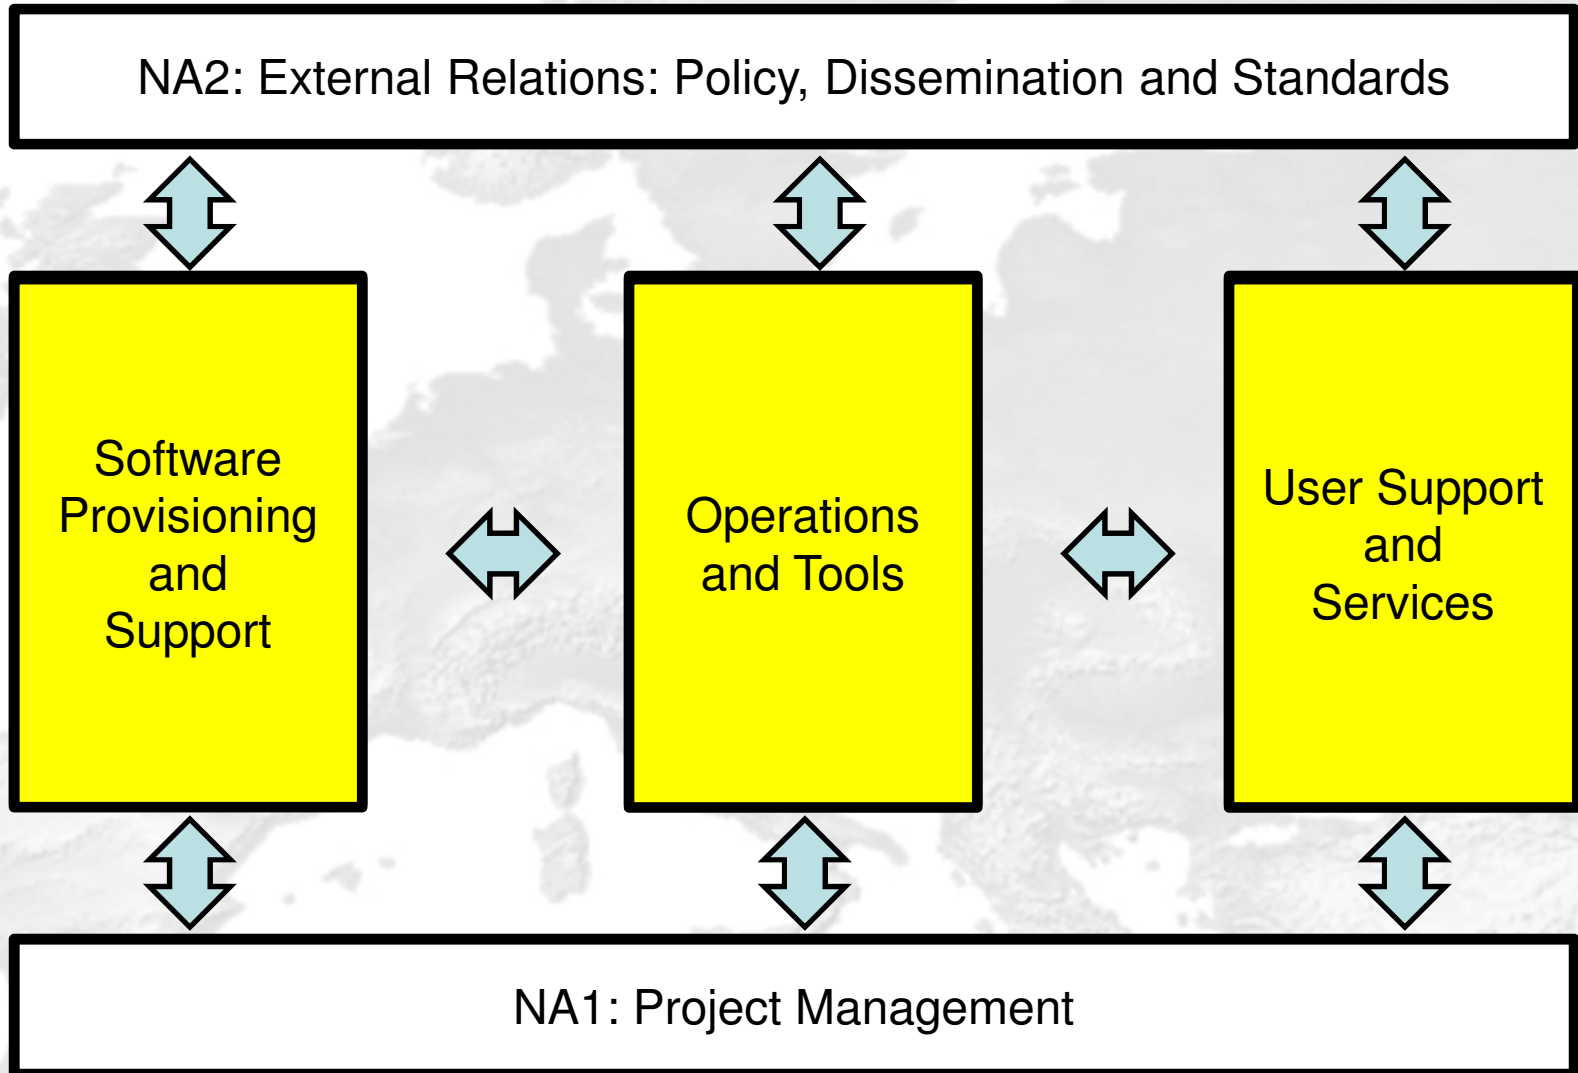 NA2: External Relations: Policy, Dissemination and Standards
Software
Provisioning
and
Support
Operations
and Tools
User Support
and
Services
NA1: Project Management